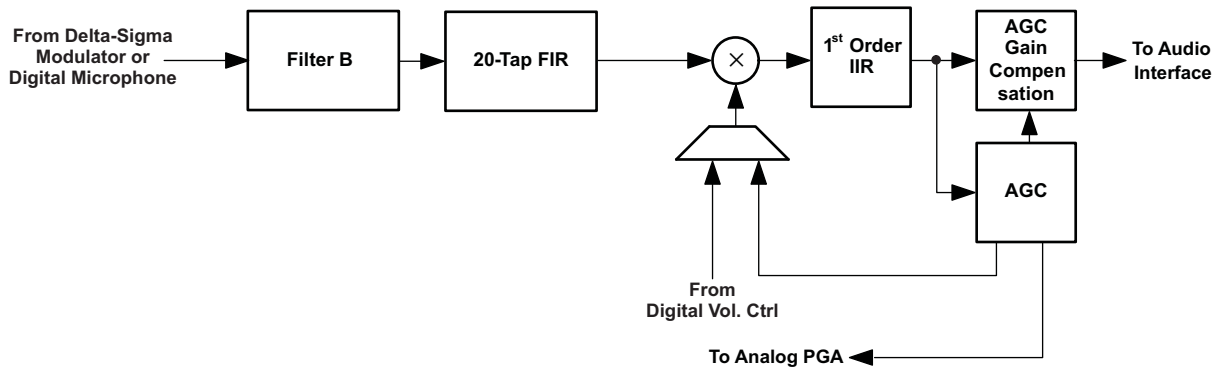 From Delta-Sigma
Modulator or
Digital Microphone
Filter B
20-Tap FIR
×
1st Order
IIR
AGC
Gain
Compen
sation
To Audio
Interface
AGC
From
Digital Vol. Ctrl
To Analog PGA